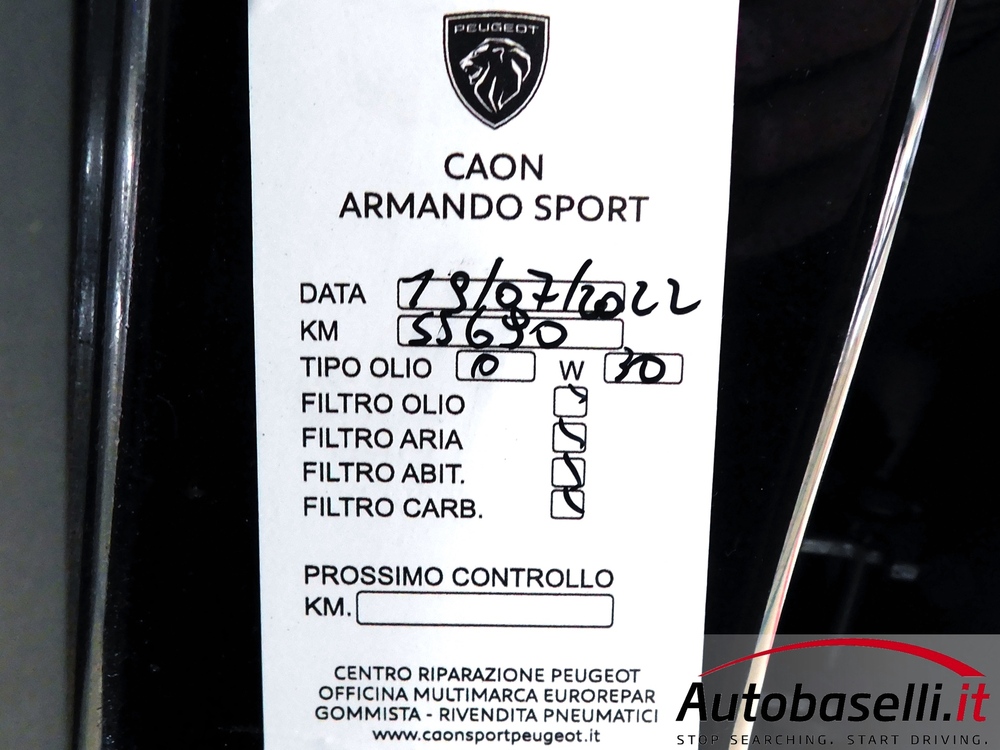 PEUGEOT
CAON
ARMANDO SPORT
DATA 19/07/2022
KM 55690
TIPO OLIO 0 W 30
FILTRO OLIO
FILTRO ARIA
FILTRO ABIT.
FILTRO CARB.
PROSSIMO CONTROLLO
KM.
CENTRO RIPARAZIONE PEUGEOT
OFFICINA MULTIMARCA EUROREPAR
GOMMISTA - RIVENDITA PNEUMATICI
www.caonsportpeugeot.it
Autobaselli.it
STOP SEARCHING. START DRIVING.